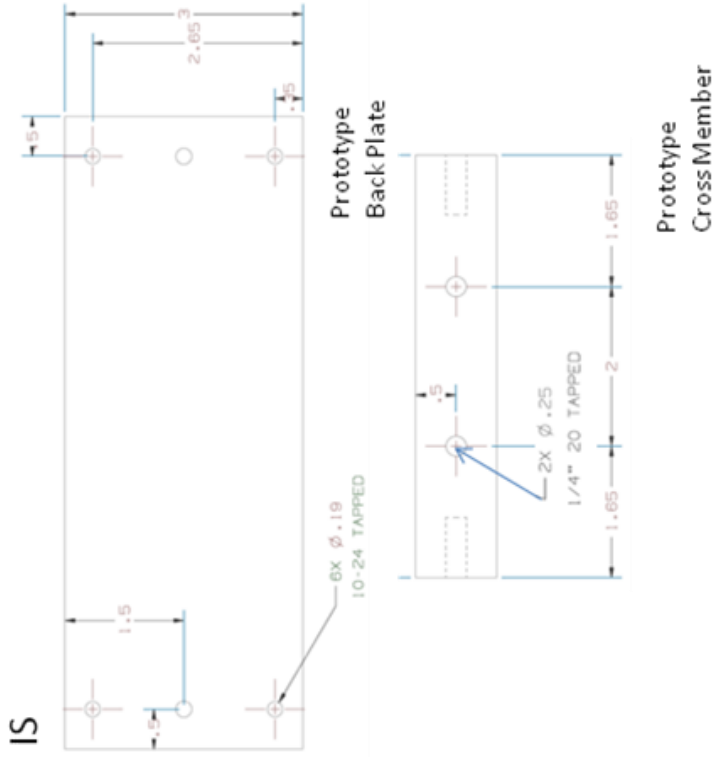 IS
3
2.65
.35
.5
1.5
.5
6X Ø .19
10-24 TAPPED
Prototype
Back Plate
.5
2X Ø .25
1/4" 20 TAPPED
1.65
2
1.65
Prototype
Cross Member